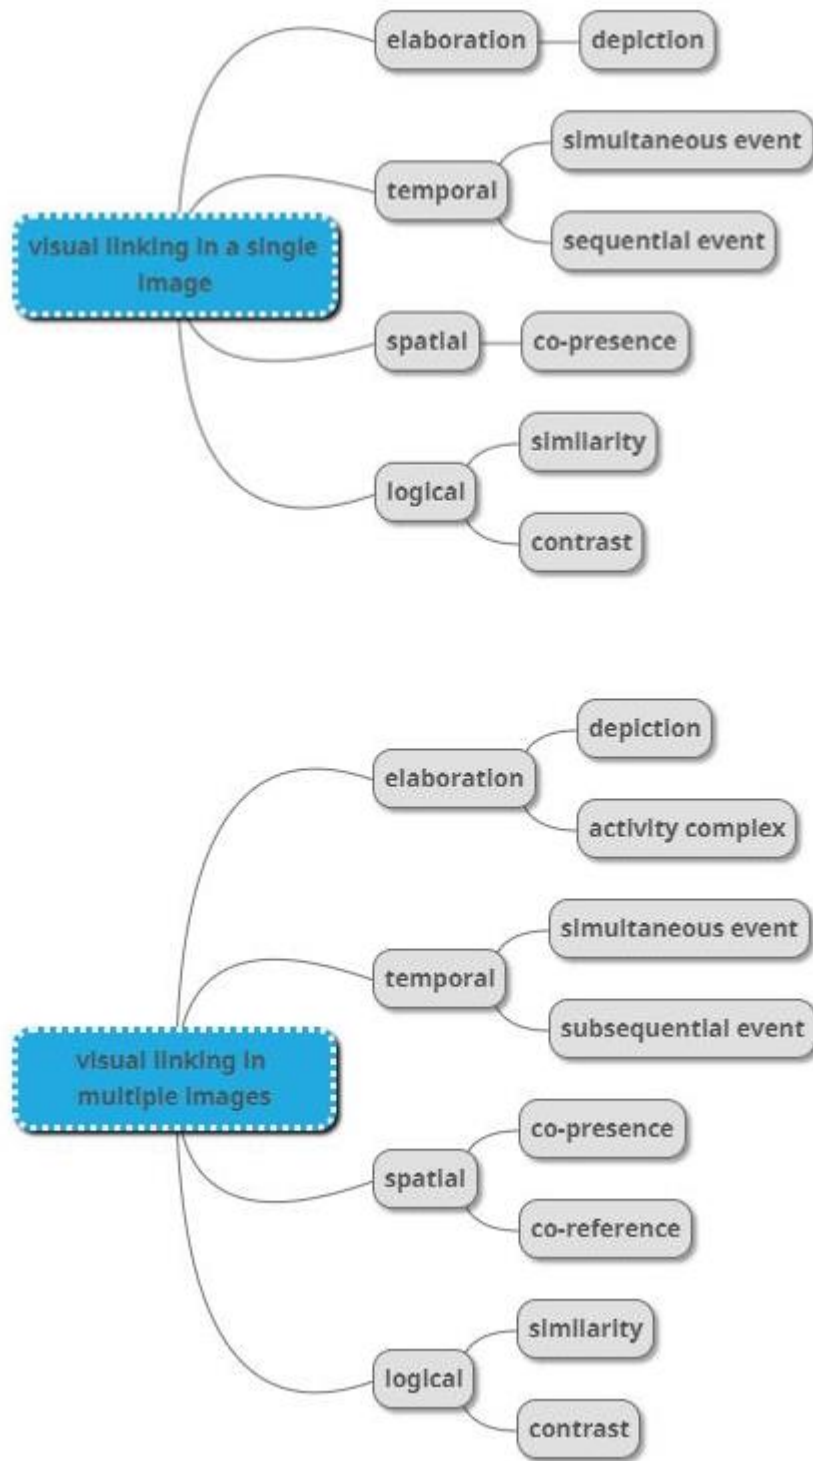 elaboration
depiction
simultaneous event
temporal
sequential event
visual linking in a single
image
spatial
co-presence
similarity
logical
contrast
depiction
elaboration
activity complex
simultaneous event
temporal
subsequential event
visual linking in
multiple images
co-presence
spatial
co-reference
similarity
logical
contrast